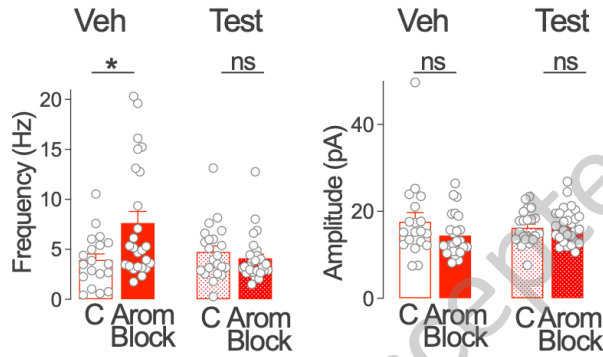 Veh Test
* ns
Frequency (Hz)
20
15
10
5
0
C Arom C Arom
Block Block
Veh Test
ns ns
Amplitude (pA)
40
20
0
C Arom C Arom
Block Block